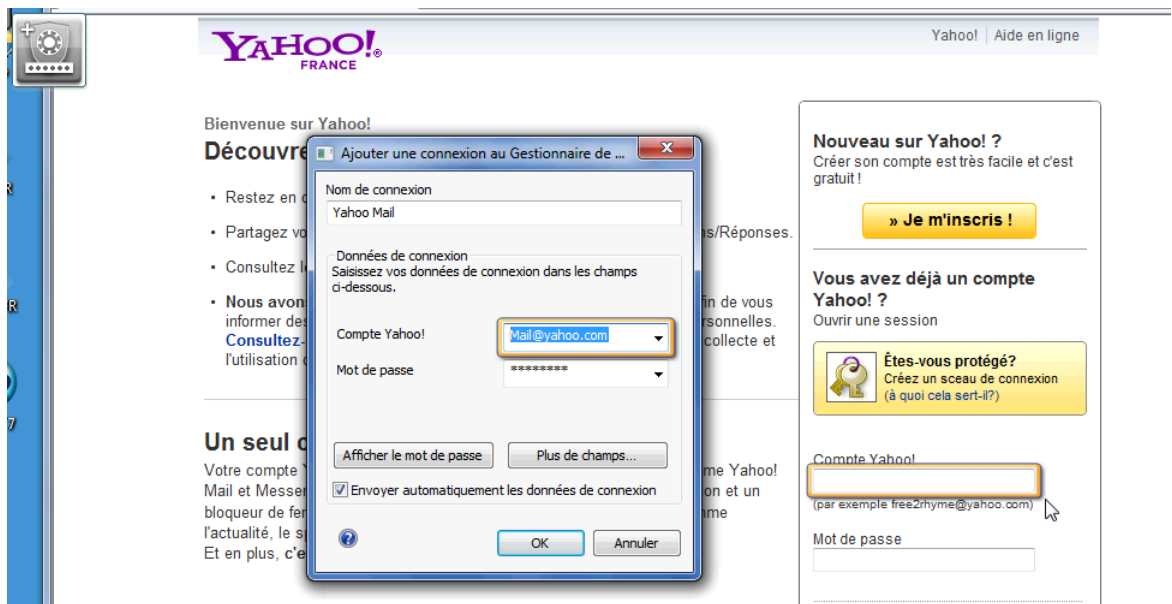 YAHOO!®
FRANCE
Yahoo! | Aide en ligne
Bienvenue sur Yahoo!
Découvre
• Restez en
• Partagez
ns/Réponses.
• Consultez
• Nous
fin de vous
informer des
rsonnelles.
Consultez-
collecte et
l'utilisation
Un seul
Votre compte
me Yahoo!
Mail et
on et un
bloqueur de
l'actualité, le
Et en plus,
Ajouter une connexion au Gestionnaire de ...
Nom de connexion
Yahoo Mail
Données de connexion
Saisissez vos données de connexion dans les champs
ci-dessous.
Compte Yahoo!
Mail@yahoo.com
Mot de passe
********
Afficher le mot de passe
Plus de champs...
Envoyer automatiquement les données de connexion
OK
Annuler
Nouveau sur Yahoo! ?
Créer son compte est très facile et c'est
gratuit !
» Je m'inscris !
Vous avez déjà un compte
Yahoo! ?
Ouvrir une session
Êtes-vous protégé?
Créez un sceau de connexion
(à quoi cela sert-il?)
Compte Yahoo!
(par exemple free2rhyme@yahoo.com)
Mot de passe